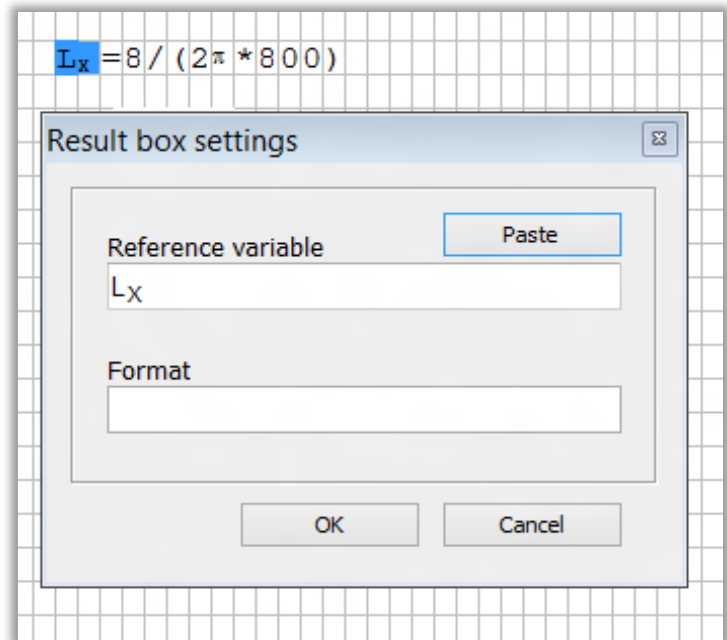 Lₓ=8/(2π*800)
Result box settings
Paste
Reference variable
Lₓ
Format
OK
Cancel